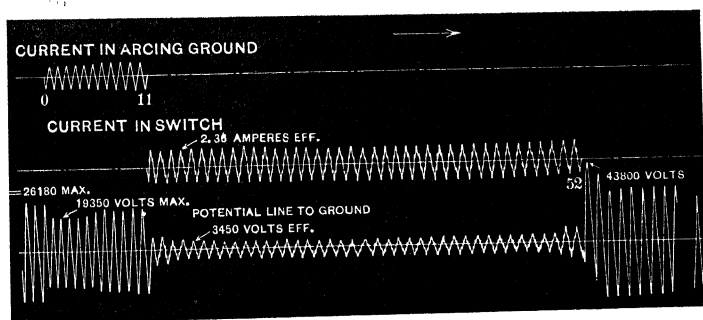 CURRENT IN ARCING GROUND
0 11
CURRENT IN SWITCH
2.36 AMPERES EFF.
52
43800 VOLTS
26180 MAX.
19350 VOLTS MAX.
POTENTIAL LINE TO GROUND
3450 VOLTS EFF.